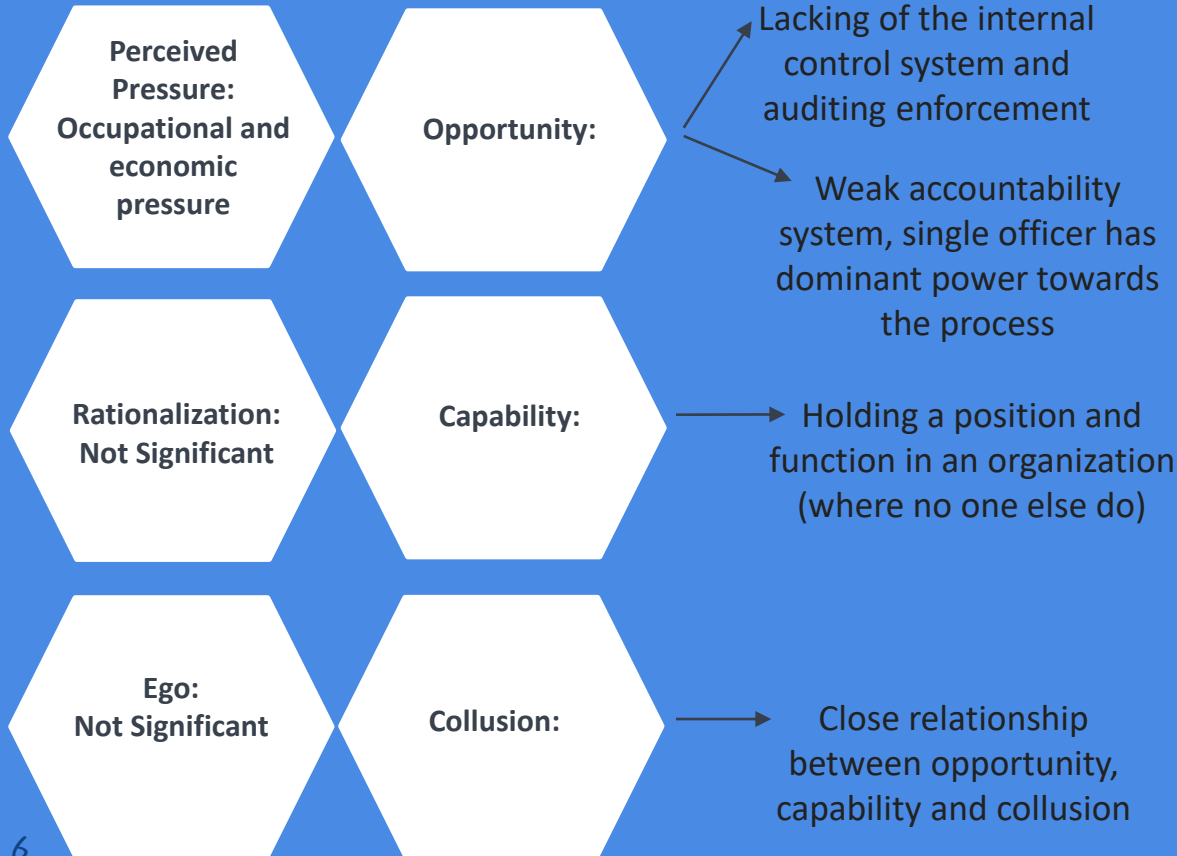 Perceived
Pressure:
Occupational and
economic
pressure
Opportunity:
Lacking of the internal
control system and
auditing enforcement
Weak accountability
system, single officer has
dominant power towards
the process
Rationalization:
Not Significant
Capability:
Holding a position and
function in an organization
(where no one else do)
Ego:
Not Significant
Collusion:
Close relationship
between opportunity,
capability and collusion
6